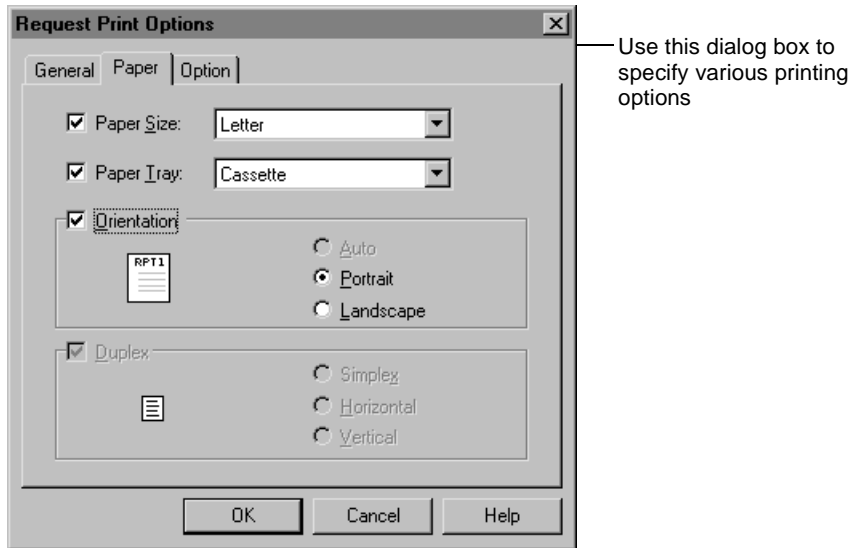 Request Print Options
General Paper Option
Paper Size: Letter
Paper Tray: Cassette
Orientation
RPT1
Auto
Portrait
Landscape
Duplex
Simplex
Horizontal
Vertical
OK Cancel Help
Use this dialog box to
specify various printing
options